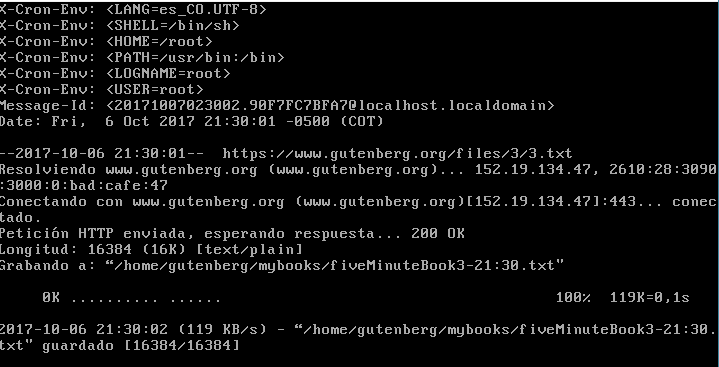 X-Cron-Env: <LANG=es_CO.UTF-8>
X-Cron-Env: <SHELL=/bin/sh>
X-Cron-Env: <HOME=/root>
X-Cron-Env: <PATH=/usr/bin:/bin>
X-Cron-Env: <LOGNAME=root>
X-Cron-Env: <USER=root>
Message-Id: <20171007023002.90F7FC7BFA7@localhost.localdomain>
Date: Fri,  6 Oct 2017 21:30:01 -0500 (COT)

--2017-10-06 21:30:01--  https://www.gutenberg.org/files/3/3.txt
Resolviendo www.gutenberg.org (www.gutenberg.org)... 152.19.134.47, 2610:28:3090
:3000:0:bad:cafe:47
Conectando con www.gutenberg.org (www.gutenberg.org)[152.19.134.47]:443... conec
tado.
Petición HTTP enviada, esperando respuesta... 200 OK
Longitud: 16384 (16K) [text/plain]
Grabando a: “/home/gutenberg/mybooks/fiveMinuteBook3-21:30.txt”

     0K .......... ......                                     100%  119K=0,1s

2017-10-06 21:30:02 (119 KB/s) - “/home/gutenberg/mybooks/fiveMinuteBook3-21:30.
txt” guardado [16384/16384]